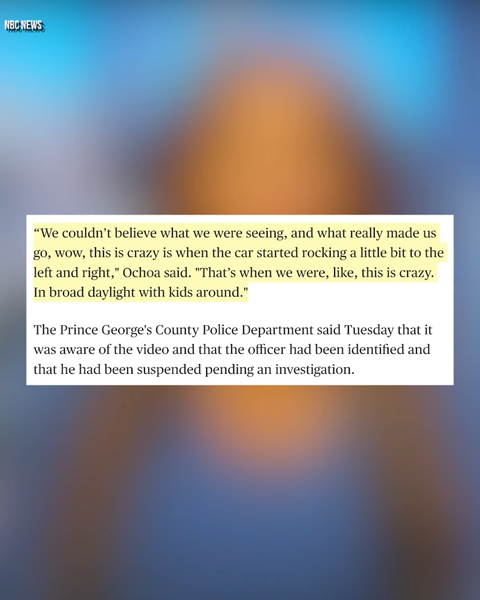 NBC NEWS
“We couldn’t believe what we were seeing, and what really made us
go, wow, this is crazy is when the car started rocking a little bit to the
left and right," Ochoa said. "That’s when we were, like, this is crazy.
In broad daylight with kids around."
The Prince George's County Police Department said Tuesday that it
was aware of the video and that the officer had been identified and
that he had been suspended pending an investigation.